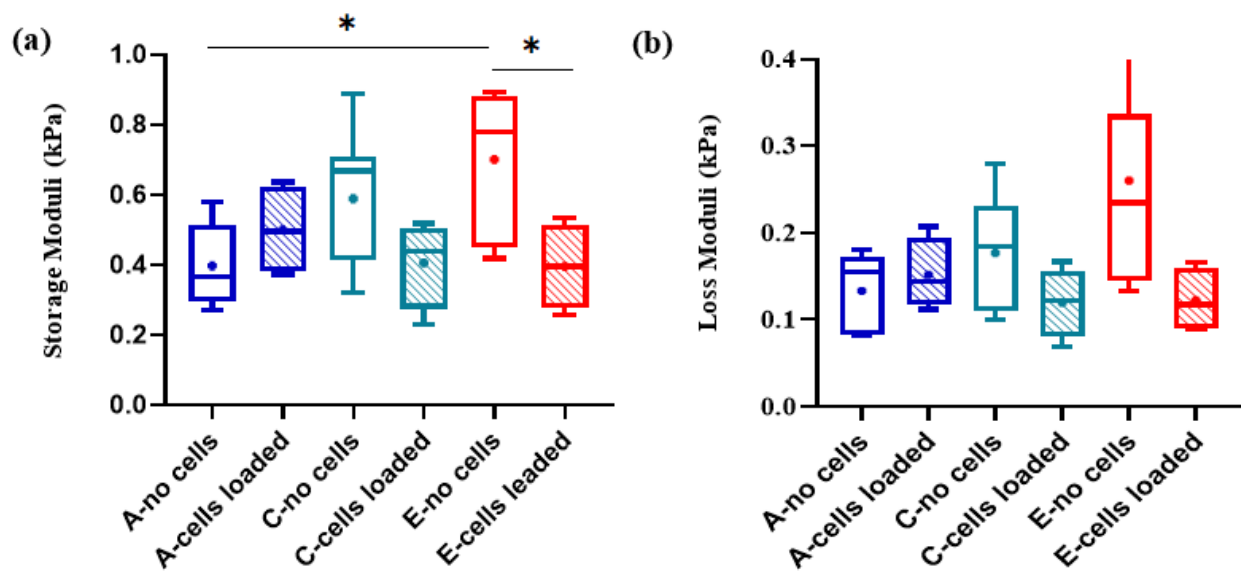 (a)
*
*
Storage Moduli (kPa)
1.0
0.8
0.6
0.4
0.2
0.0
A-no cells
A-cells loaded
C-no cells
C-cells loaded
E-no cells
E-cells leaded
(b)
Loss Moduli (kPa)
0.4
0.3
0.2
0.1
0.0
A-no cells
A-cells loaded
C-no cells
C-cells loaded
E-no cells
E-cells loaded